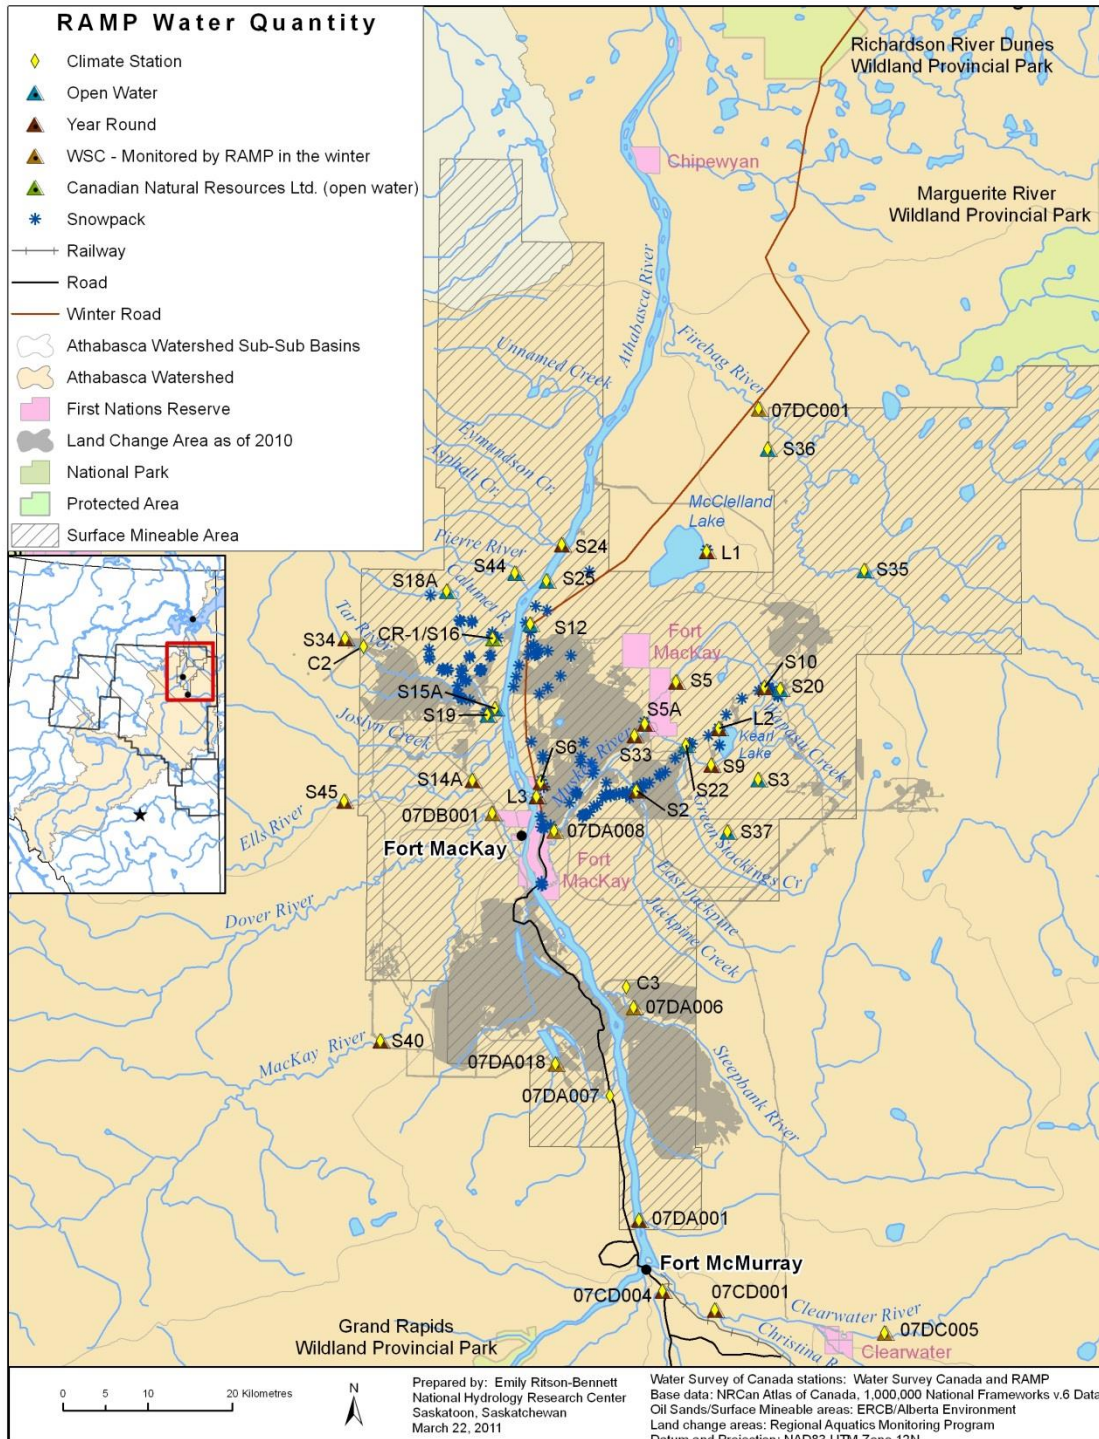 RAMP Water Quantity
Climate Station
Open Water
Year Round
WSC - Monitored by RAMP in the winter
Canadian Natural Resources Ltd. (open water)
Snowpack
Railway
Road
Winter Road
Athabasca Watershed Sub-Sub Basins
Athabasca Watershed
First Nations Reserve
Land Change Area as of 2010
National Park
Protected Area
Surface Mineable Area
Richardson River Dunes
Wildland Provincial Park
Chipewyan
Marguerite River
Wildland Provincial Park
Athabasca River
Firebag River
Unnamed Creek
07DC001
S36
Eymundson Cr.
Asphalt Cr.
McClelland
Lake
Pierre River
S24
L1
S44
S25
S35
S18A
Calumet R.
Tar River
S34
C2
CR-1/S16
S12
Fort
MacKay
S10
S5
S20
S15A
S19
S5A
L2
Kearl
Lake
Wapasu Creek
Joslyn Creek
S6
S33
Muskeg River
S9
S3
S14A
S22
S45
L3
S2
07DB001
Ells River
07DA008
S37
Fort MacKay
Green Stockings Cr
Fort
MacKay
East Jackpine
Jackpine Creek
Dover River
C3
07DA006
MacKay River
S40
Steepbank River
07DA018
07DA007
07DA001
Fort McMurray
07CD004
07CD001
Clearwater River
07DC005
Christina R
Clearwater
Grand Rapids
Wildland Provincial Park
0 5 10 20 Kilometres
N
Prepared by: Emily Ritson-Bennett
National Hydrology Research Center
Saskatoon, Saskatchewan
March 22, 2011
Water Survey of Canada stations: Water Survey Canada and RAMP
Base data: NRCan Atlas of Canada, 1,000,000 National Frameworks v.6 Data
Oil Sands/Surface Mineable areas: ERCB/Alberta Environment
Land change areas: Regional Aquatics Monitoring Program
Datum and Projection: NAD83 UTM Zone 12N